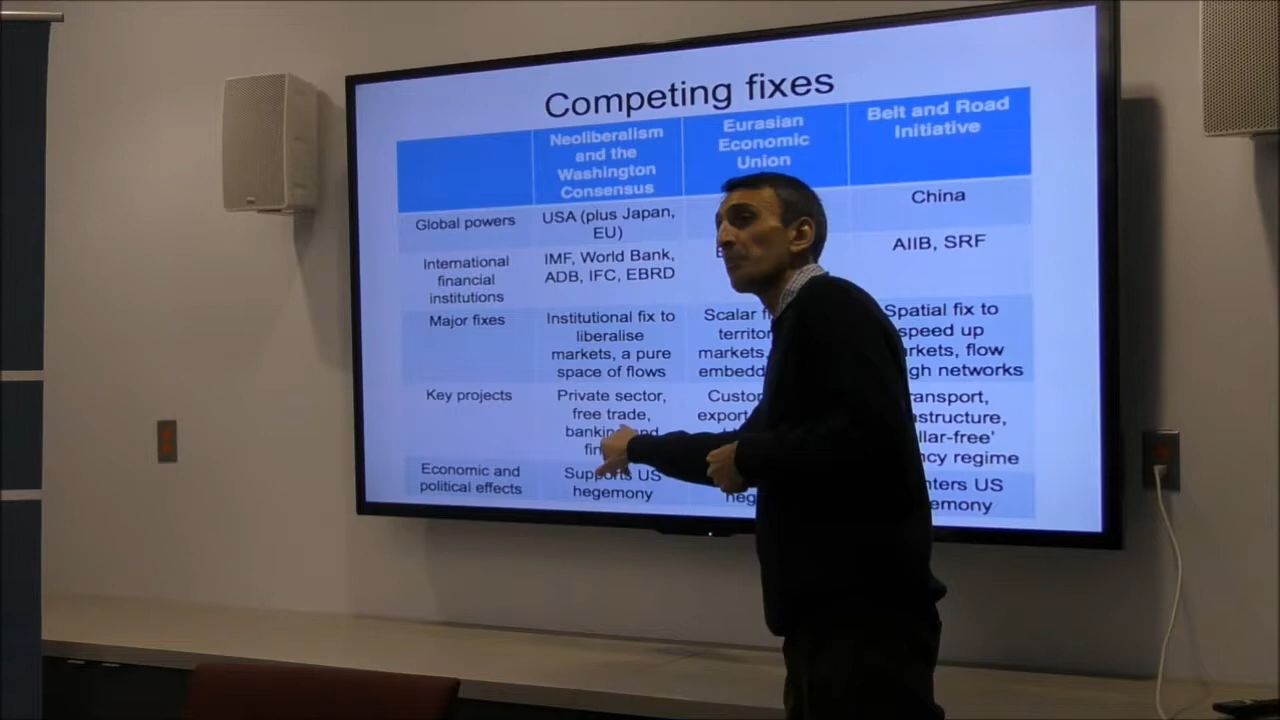 Competing fixes
Neoliberalism
and the
Washington
Consensus
Eurasian
Economic
Union
Belt and Road
Initiative
Global powers
USA (plus Japan,
EU)
China
International
financial
institutions
IMF, World Bank,
ADB, IFC, EBRD
AIIB, SRF
Major fixes
Institutional fix to
liberalise
markets, a pure
space of flows
Scalar
markets,
Spatial fix to
speed up
flow
networks
Key projects
Private sector,
free trade,
export
regime
Economic and
political effects
Supports US
hegemony
US